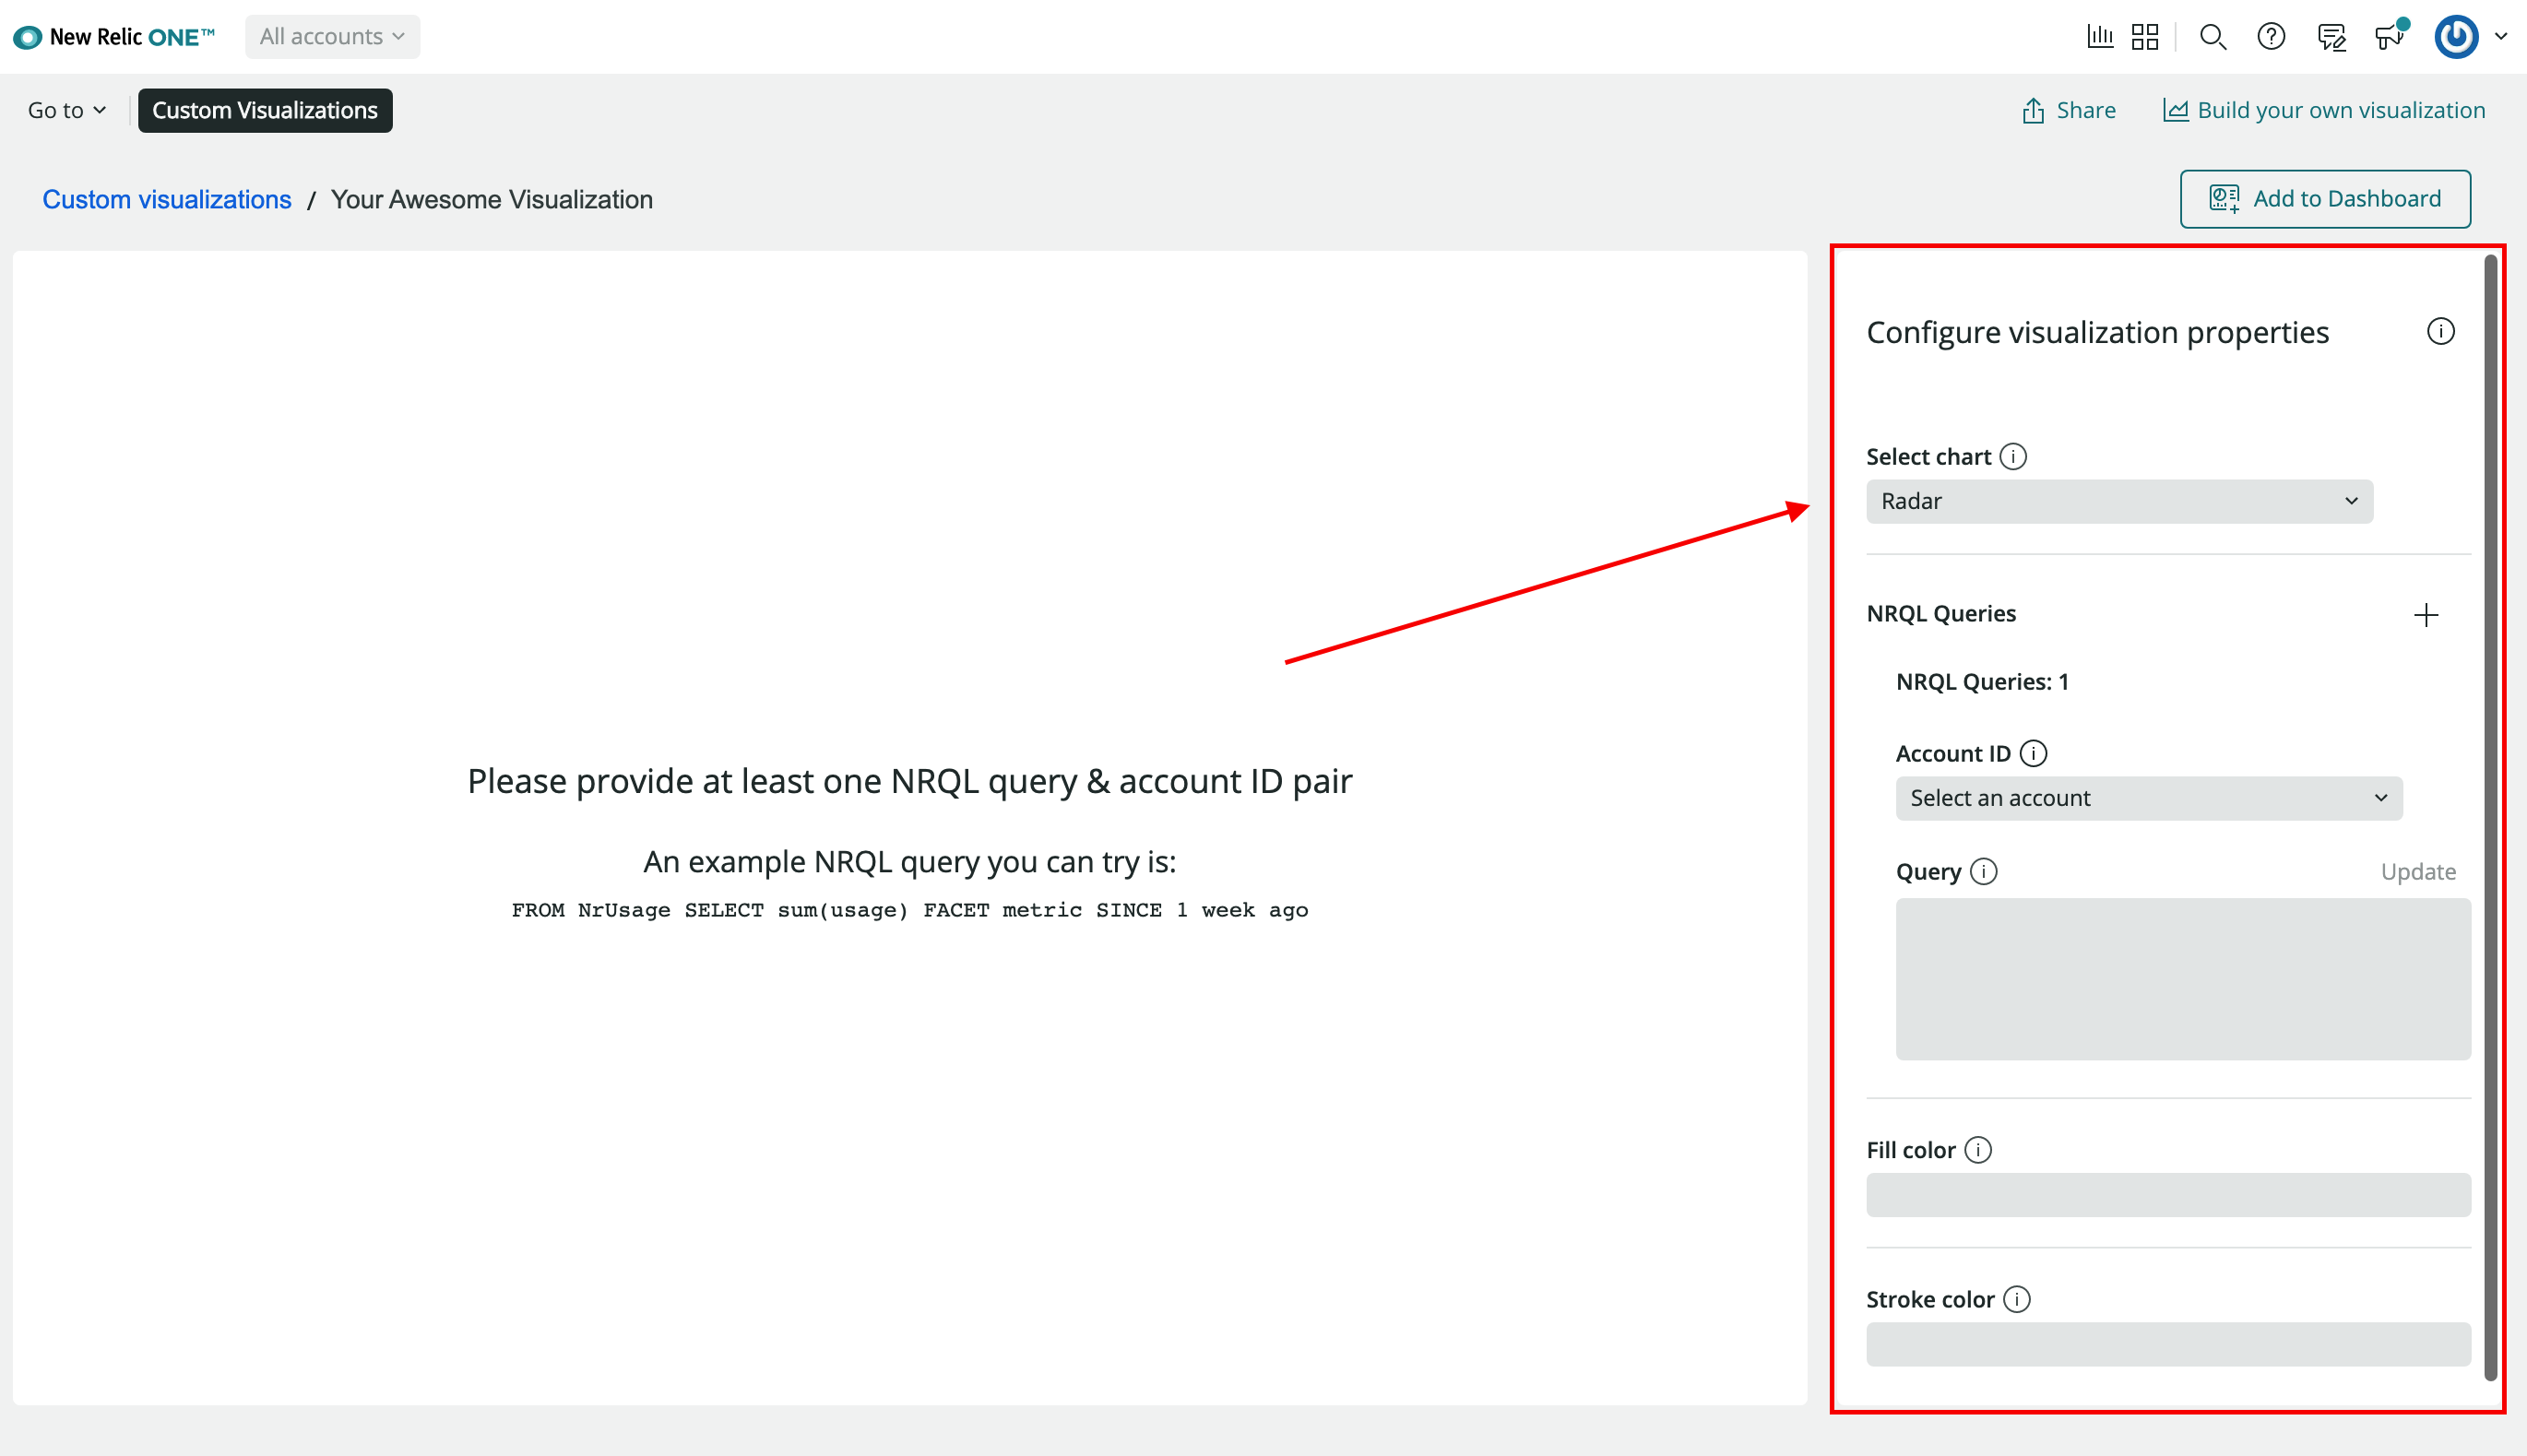 New Relic ONE™
All accounts
Go to
Custom Visualizations
Share
Build your own visualization
Custom visualizations / Your Awesome Visualization
Add to Dashboard
Please provide at least one NRQL query & account ID pair
An example NRQL query you can try is:
FROM NrUsage SELECT sum(usage) FACET metric SINCE 1 week ago
Configure visualization properties
Select chart
Radar
NRQL Queries
NRQL Queries: 1
Account ID
Select an account
Query
Update
Fill color
Stroke color